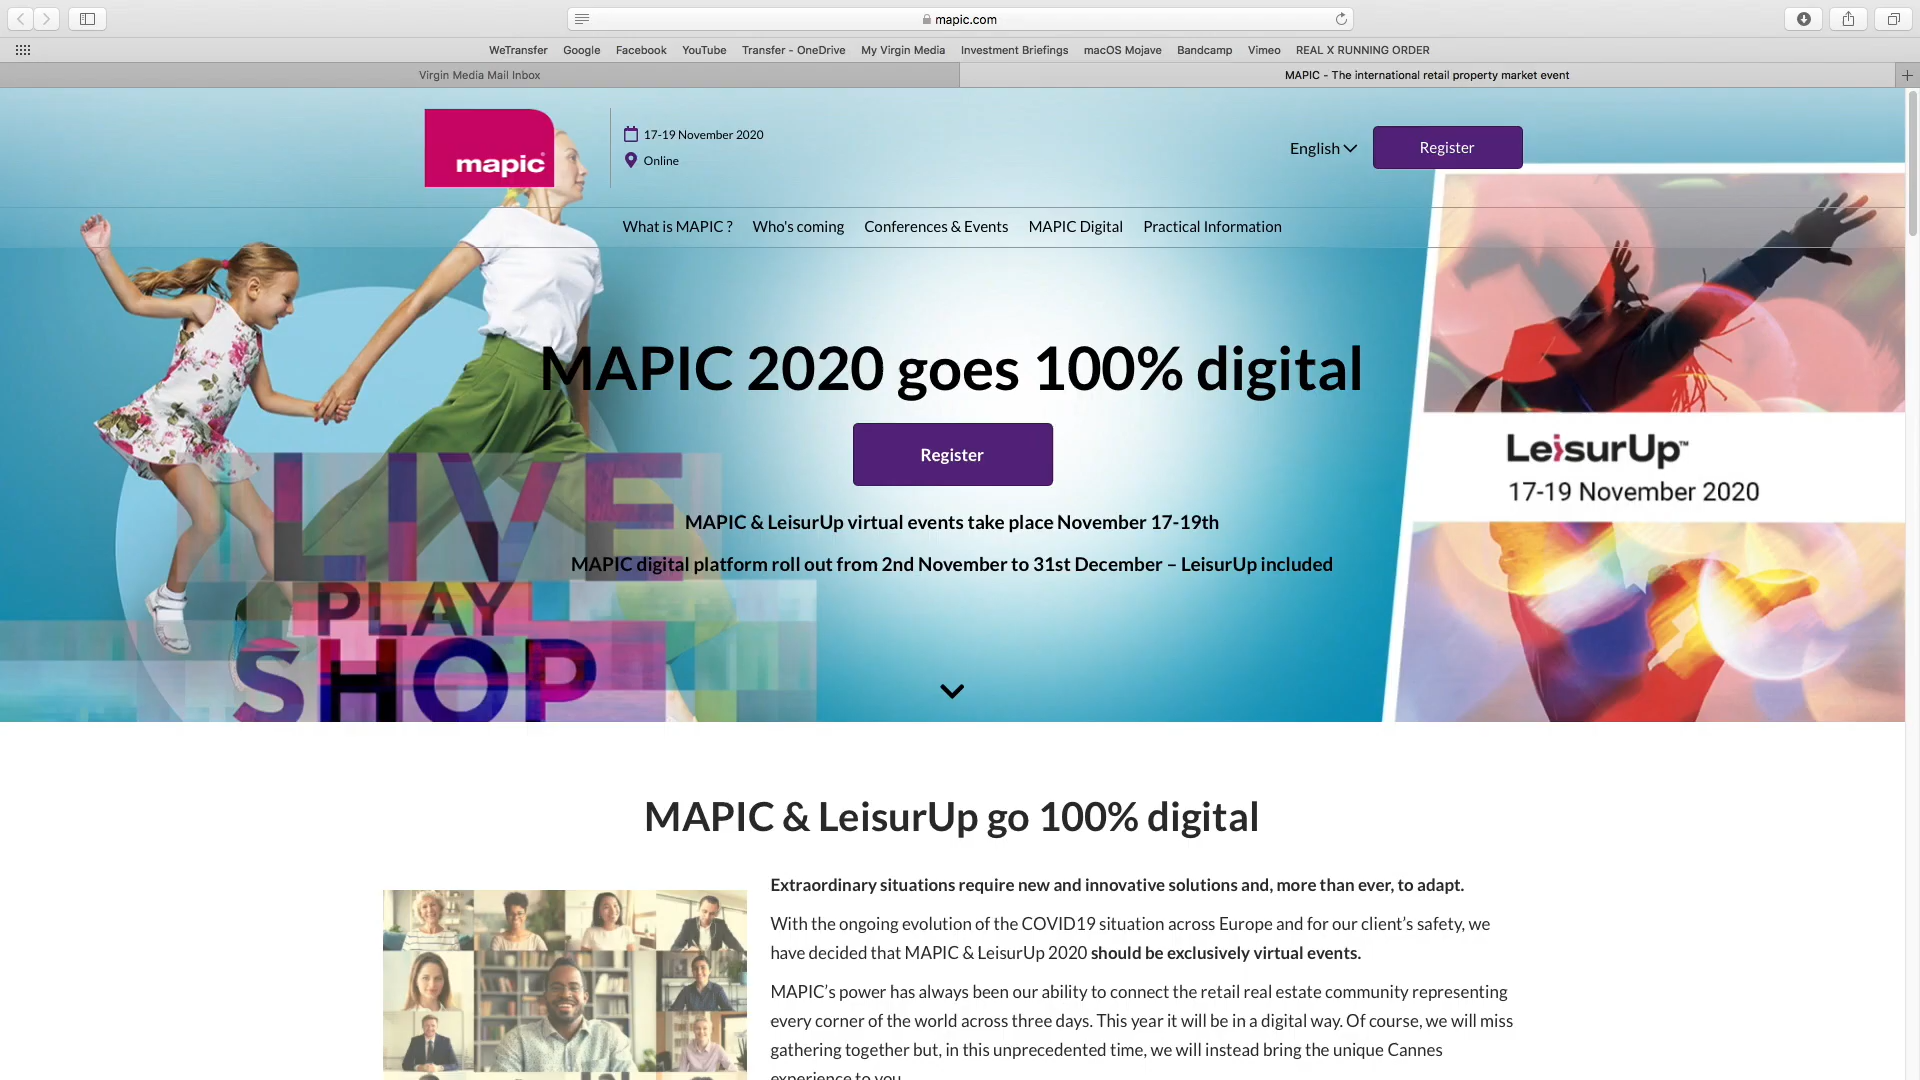 mapic.com
WeTransfer Google Facebook YouTube Transfer - OneDrive My Virgin Media Investment Briefings macOS Mojave Bandcamp Vimeo REAL X RUNNING ORDER
Virgin Media Mail Inbox
MAPIC - The international retail property market event
mapic®
17-19 November 2020
Online
English
Register
What is MAPIC ? Who's coming Conferences & Events MAPIC Digital Practical Information
MAPIC 2020 goes 100% digital
Register
MAPIC & LeisurUp virtual events take place November 17-19th
MAPIC digital platform roll out from 2nd November to 31st December – LeisurUp included
LIVE
PLAY
SHOP
LeisurUp™
17-19 November 2020
MAPIC & LeisurUp go 100% digital
Extraordinary situations require new and innovative solutions and, more than ever, to adapt.
With the ongoing evolution of the COVID19 situation across Europe and for our client’s safety, we
have decided that MAPIC & LeisurUp 2020 should be exclusively virtual events.
MAPIC’s power has always been our ability to connect the retail real estate community representing
every corner of the world across three days. This year it will be in a digital way. Of course, we will miss
gathering together but, in this unprecedented time, we will instead bring the unique Cannes
experience to you